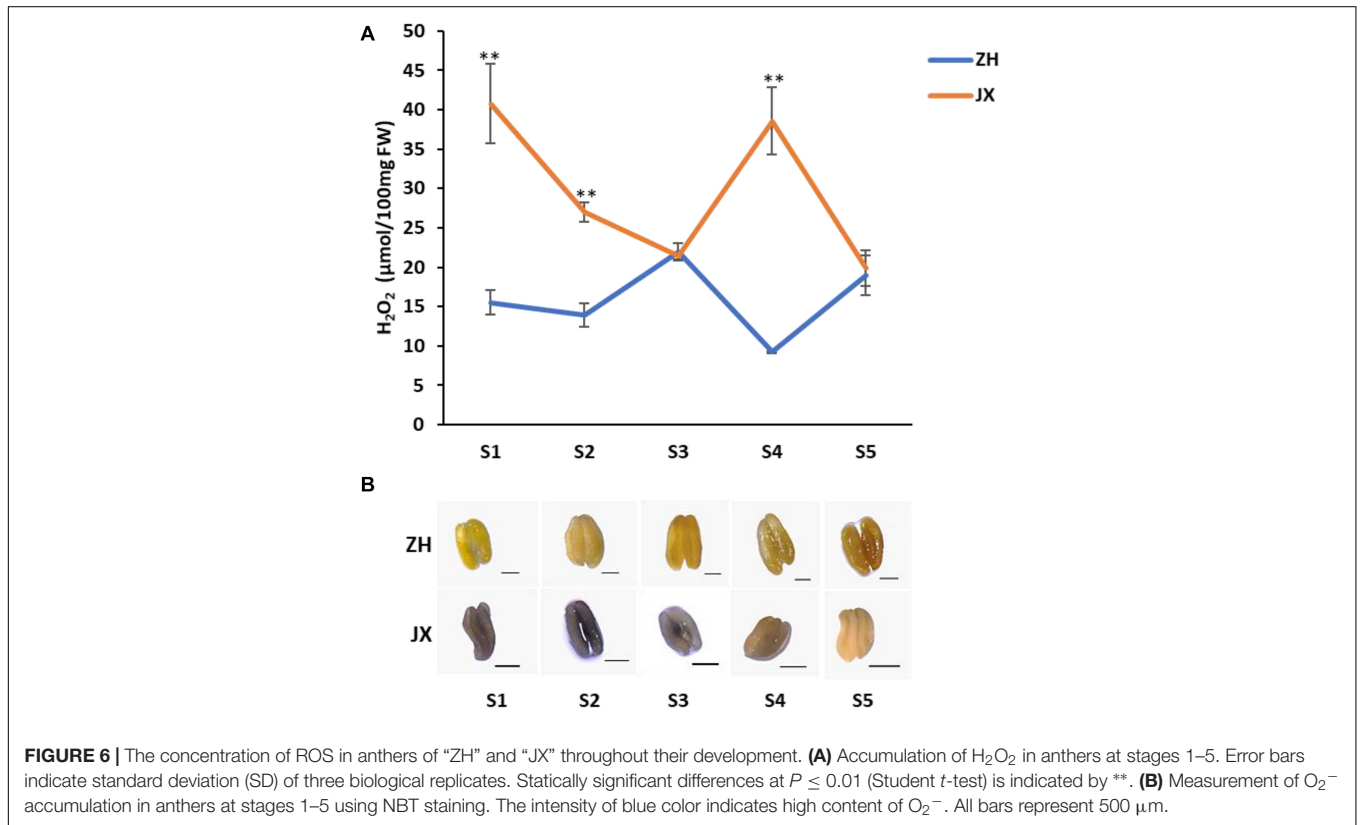 A
50
45
40
35
30
25
20
15
10
5
0
H₂O₂ (µmol/100mg FW)
**
**
**
ZH
JX
S1 S2 S3 S4 S5
B
ZH
JX
S1 S2 S3 S4 S5
FIGURE 6 | The concentration of ROS in anthers of “ZH” and “JX” throughout their development. (A) Accumulation of H₂O₂ in anthers at stages 1–5. Error bars
indicate standard deviation (SD) of three biological replicates. Statically significant differences at P ≤ 0.01 (Student t-test) is indicated by **. (B) Measurement of O₂⁻
accumulation in anthers at stages 1–5 using NBT staining. The intensity of blue color indicates high content of O₂⁻. All bars represent 500 µm.